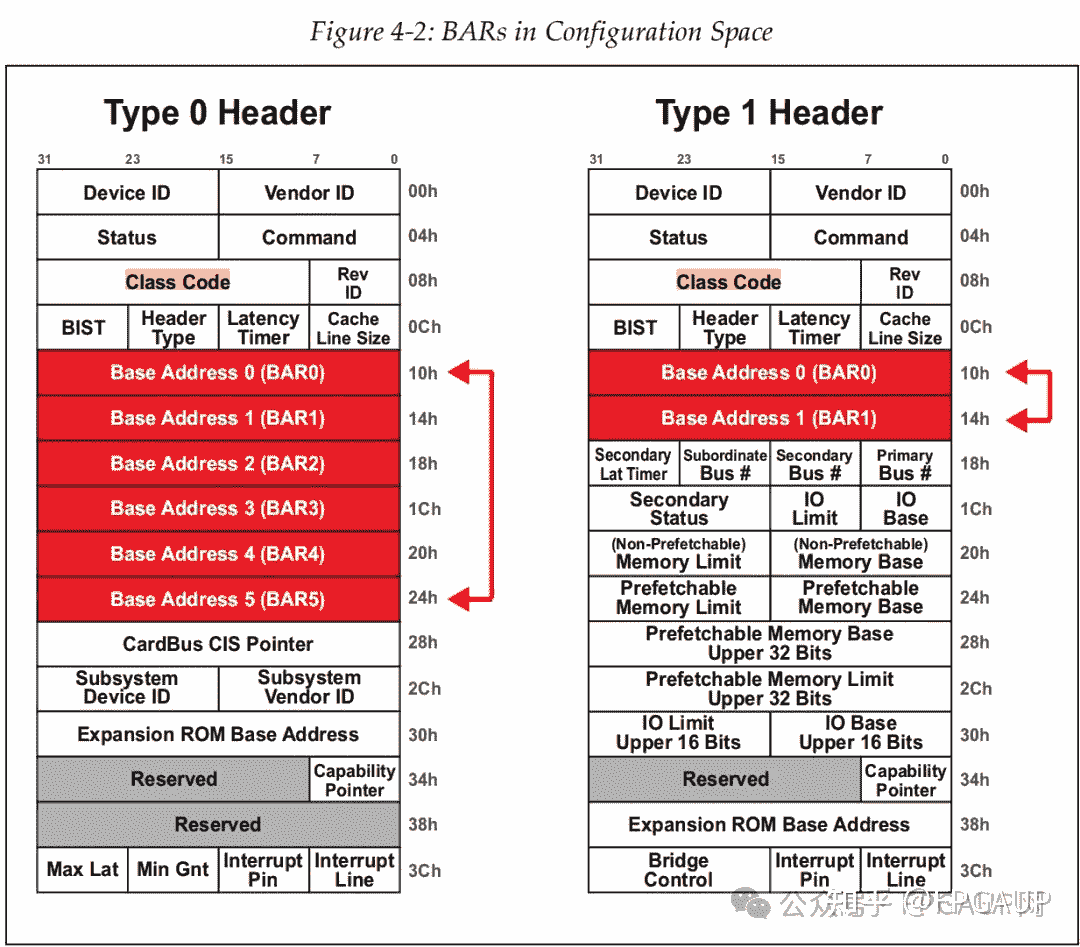 Figure 4-2: BARs in Configuration Space
Type 0 Header
31 23 15 7 0
Device ID Vendor ID 00h
Status Command 04h
Class Code Rev ID 08h
BIST Header Type Latency Timer Cache Line Size 0Ch
Base Address 0 (BAR0) 10h
Base Address 1 (BAR1) 14h
Base Address 2 (BAR2) 18h
Base Address 3 (BAR3) 1Ch
Base Address 4 (BAR4) 20h
Base Address 5 (BAR5) 24h
CardBus CIS Pointer 28h
Subsystem Device ID Subsystem Vendor ID 2Ch
Expansion ROM Base Address 30h
Reserved Capability Pointer 34h
Reserved 38h
Max Lat Min Gnt Interrupt Pin Interrupt Line 3Ch
Type 1 Header
31 23 15 7 0
Device ID Vendor ID 00h
Status Command 04h
Class Code Rev ID 08h
BIST Header Type Latency Timer Cache Line Size 0Ch
Base Address 0 (BAR0) 10h
Base Address 1 (BAR1) 14h
Secondary Lat Timer Subordinate Bus # Secondary Bus # Primary Bus # 18h
Secondary Status IO Limit IO Base 1Ch
(Non-Prefetchable) Memory Limit (Non-Prefetchable) Memory Base 20h
Prefetchable Memory Limit Prefetchable Memory Base 24h
Prefetchable Memory Base Upper 32 Bits 28h
Prefetchable Memory Limit Upper 32 Bits 2Ch
IO Limit Upper 16 Bits IO Base Upper 16 Bits 30h
Reserved Capability Pointer 34h
Expansion ROM Base Address 38h
Bridge Control Interrupt Pin Interrupt Line 3Ch